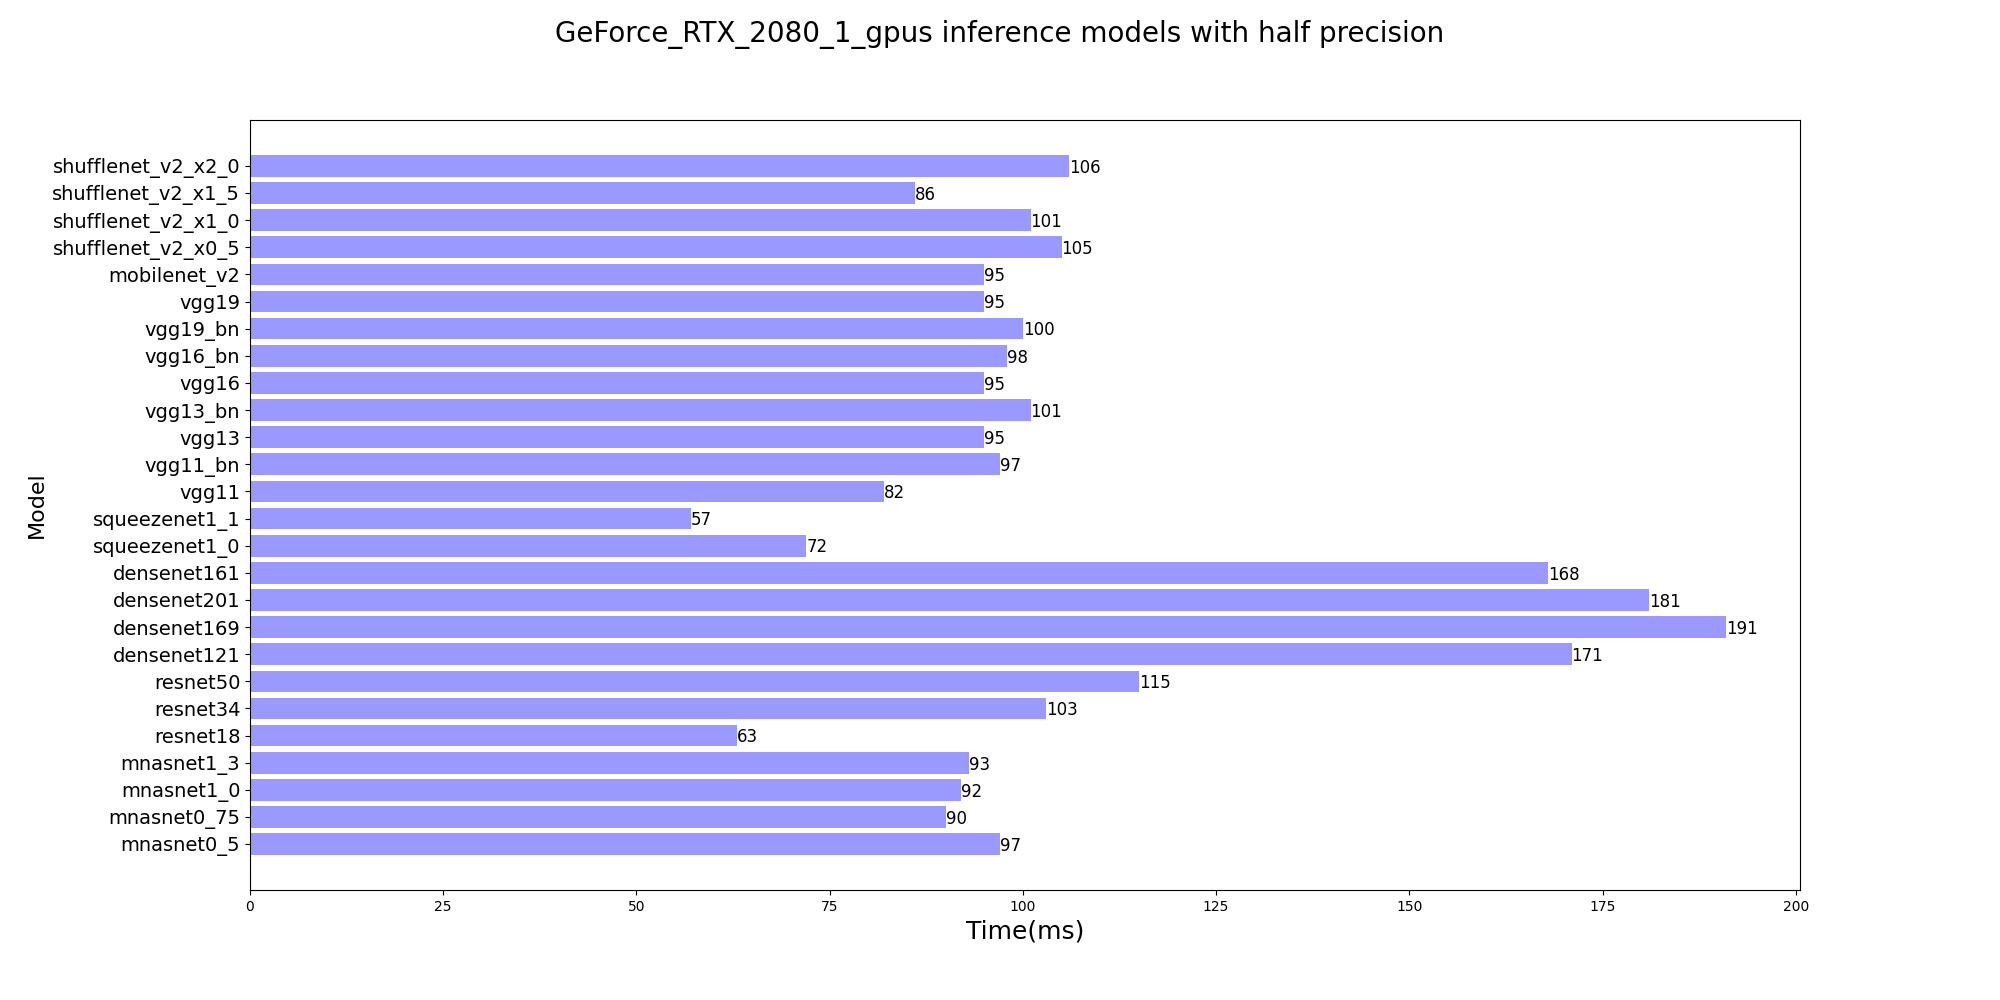 GeForce_RTX_2080_1_gpus inference models with half precision
shufflenet_v2_x2_0 106
shufflenet_v2_x1_5 86
shufflenet_v2_x1_0 101
shufflenet_v2_x0_5 105
mobilenet_v2 95
vgg19 95
vgg19_bn 100
vgg16_bn 98
vgg16 95
vgg13_bn 101
vgg13 95
vgg11_bn 97
vgg11 82
squeezenet1_1 57
squeezenet1_0 72
densenet161 168
densenet201 181
densenet169 191
densenet121 171
resnet50 115
resnet34 103
resnet18 63
mnasnet1_3 93
mnasnet1_0 92
mnasnet0_75 90
mnasnet0_5 97
Model
0 25 50 75 100 125 150 175 200
Time(ms)